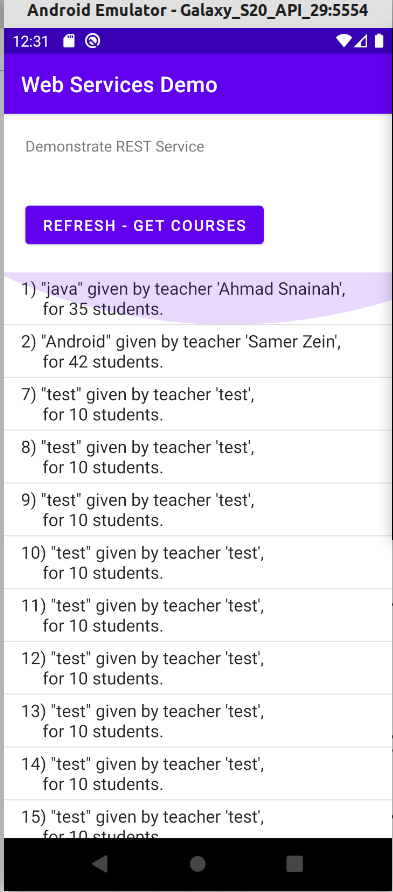 Android Emulator - Galaxy_S20_API_29:5554
12:31
Web Services Demo
Demonstrate REST Service
REFRESH - GET COURSES
1) "java" given by teacher 'Ahmad Snainah',
for 35 students.
2) "Android" given by teacher 'Samer Zein',
for 42 students.
7) "test" given by teacher 'test',
for 10 students.
8) "test" given by teacher 'test',
for 10 students.
9) "test" given by teacher 'test',
for 10 students.
10) "test" given by teacher 'test',
for 10 students.
11) "test" given by teacher 'test',
for 10 students.
12) "test" given by teacher 'test',
for 10 students.
13) "test" given by teacher 'test',
for 10 students.
14) "test" given by teacher 'test',
for 10 students.
15) "test" given by teacher 'test',
for 10 students.